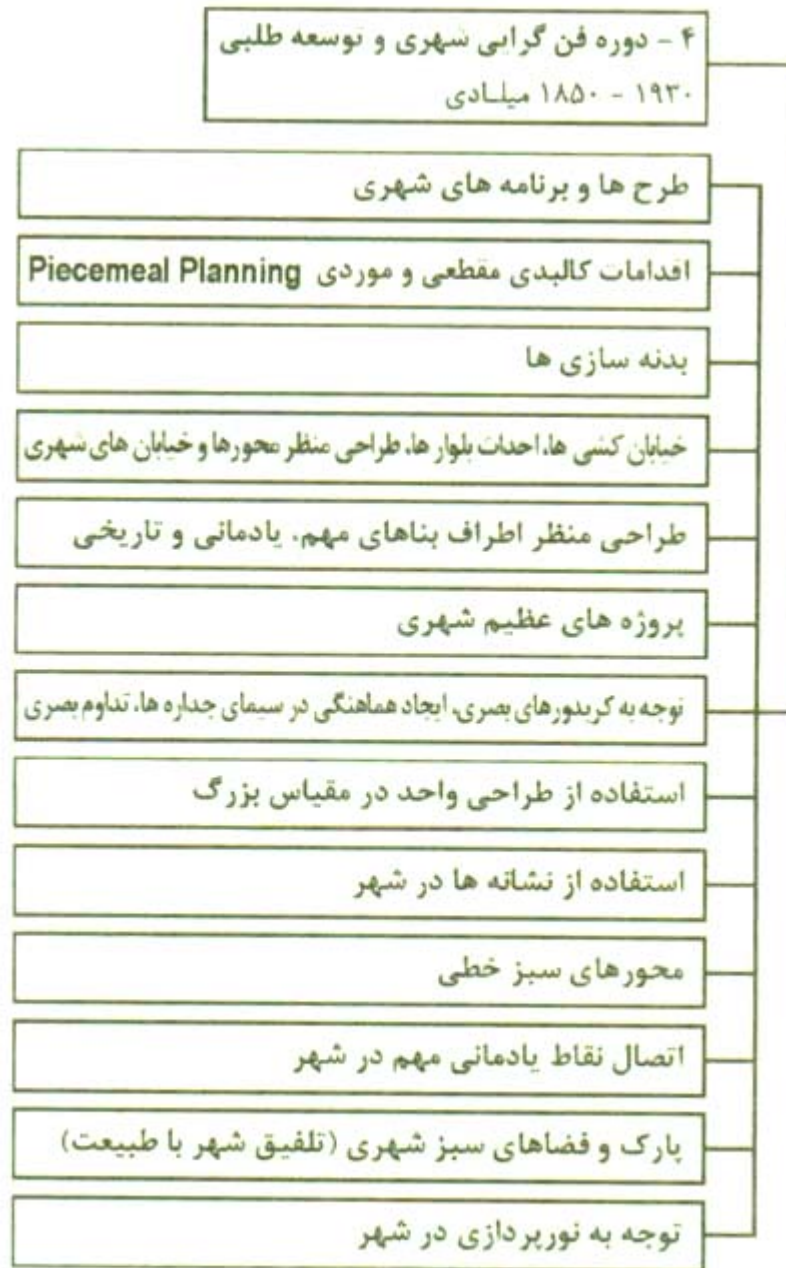 ۴ - دوره فن گرایی شهری و توسعه طلبی
۱۹۳۰ - ۱۸۵۰ میلادی
طرح ها و برنامه های شهری
اقدامات کالبدی مقطعی و موردی Piecemeal Planning
بدنه سازی ها
خیابان کشی ها، احداث بلوار ها، طراحی منظر محورها و خیابان های شهری
طراحی منظر اطراف بناهای مهم، یادمانی و تاریخی
پروژه های عظیم شهری
توجه به کریدورهای بصری، ایجاد هماهنگی در سیمای جداره ها، تداوم بصری
استفاده از طراحی واحد در مقیاس بزرگ
استفاده از نشانه ها در شهر
محورهای سبز خطی
اتصال نقاط یادمانی مهم در شهر
پارک و فضاهای سبز شهری (تلفیق شهر با طبیعت)
توجه به نورپردازی در شهر